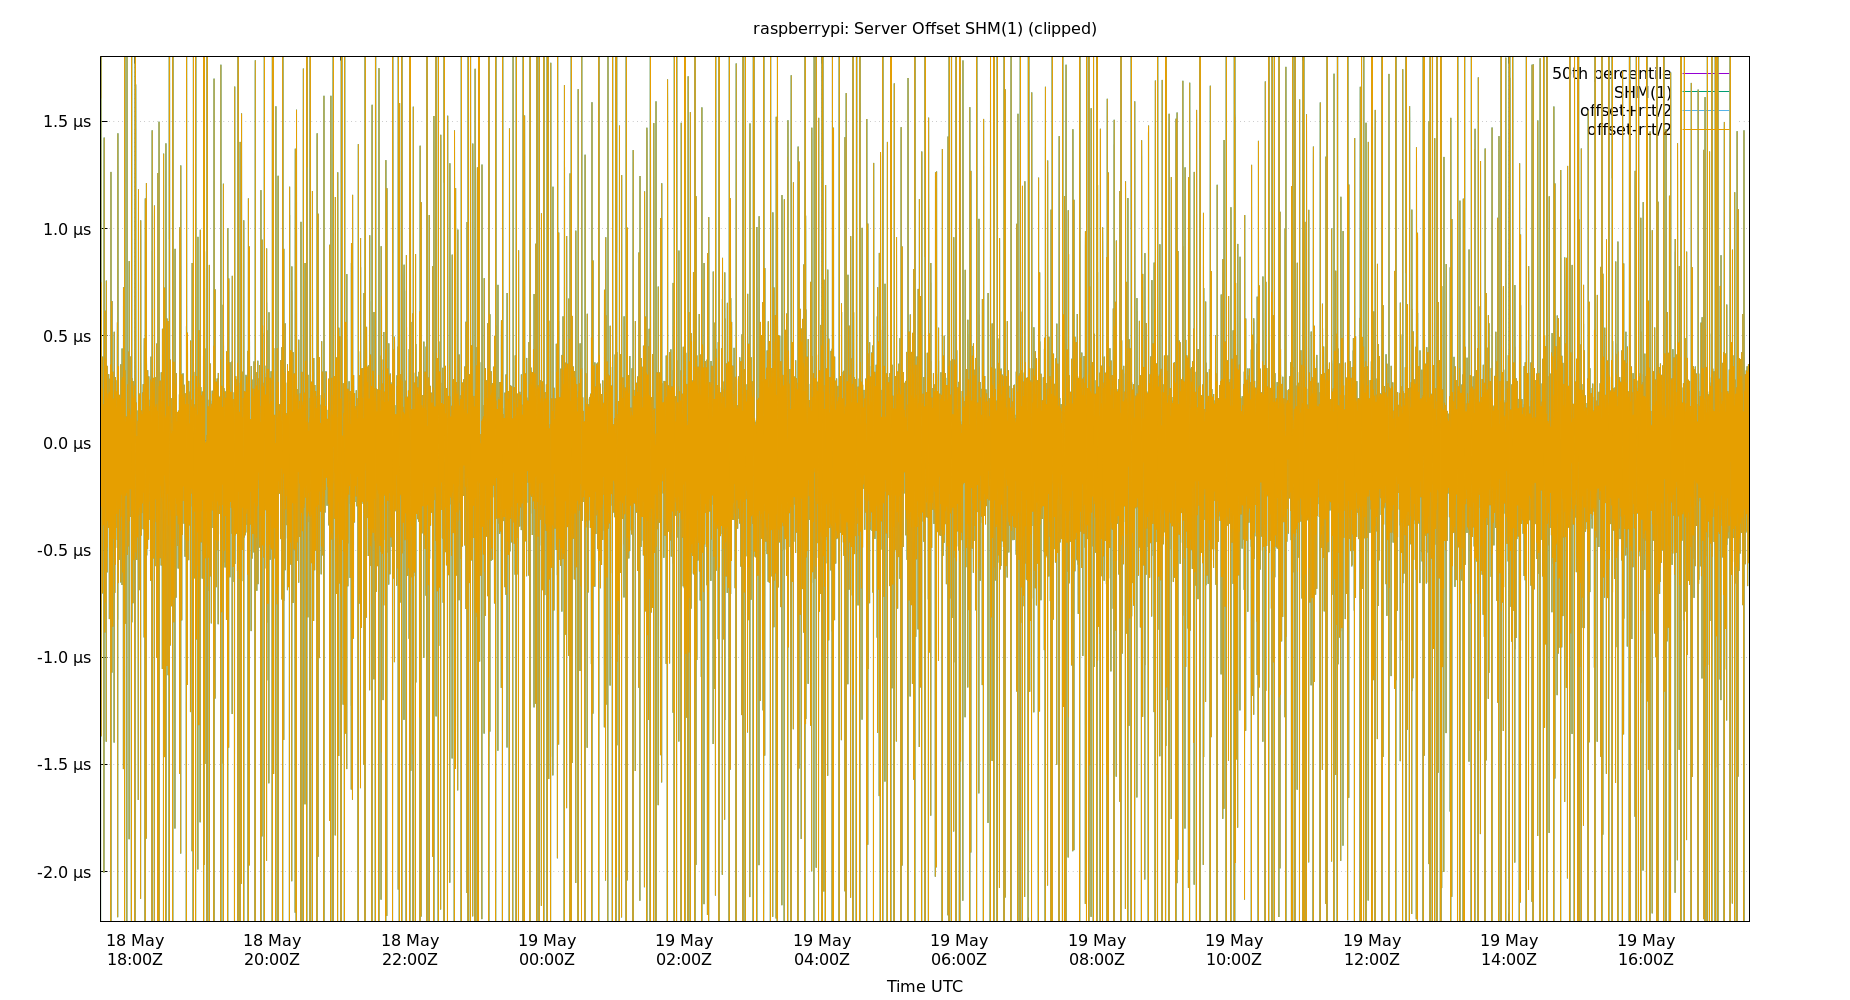 raspberrypi: Server Offset SHM(1) (clipped)
50th percentile
SHM(1)
offset+rtt/2
offset-rtt/2
1.5 µs
1.0 µs
0.5 µs
0.0 µs
-0.5 µs
-1.0 µs
-1.5 µs
-2.0 µs
18 May 18 May 18 May 19 May 19 May 19 May 19 May 19 May 19 May 19 May 19 May 19 May
18:00Z 20:00Z 22:00Z 00:00Z 02:00Z 04:00Z 06:00Z 08:00Z 10:00Z 12:00Z 14:00Z 16:00Z
Time UTC